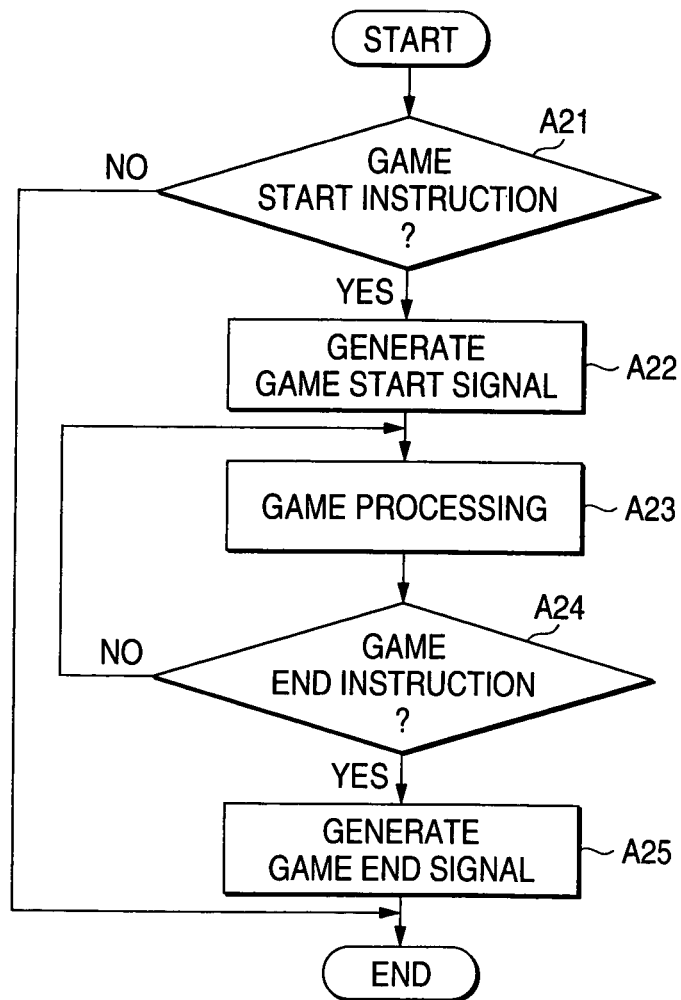 START
A21
GAME
START INSTRUCTION
?
NO
YES
GENERATE
GAME START SIGNAL
A22
GAME PROCESSING
A23
A24
GAME
END INSTRUCTION
?
NO
YES
GENERATE
GAME END SIGNAL
A25
END